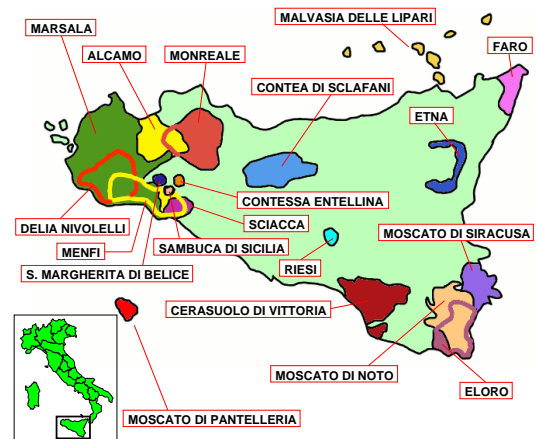 MALVASIA DELLE LIPARI
MARSALA
FARO
ALCAMO
MONREALE
CONTEA DI SCLAFANI
ETNA
CONTESSA ENTELLINA
SCIACCA
DELIA NIVOLELLI
MOSCATO DI SIRACUSA
SAMBUCA DI SICILIA
MENFI
RIESI
S. MARGHERITA DI BELICE
CERASUOLO DI VITTORIA
MOSCATO DI NOTO
ELORO
MOSCATO DI PANTELLERIA